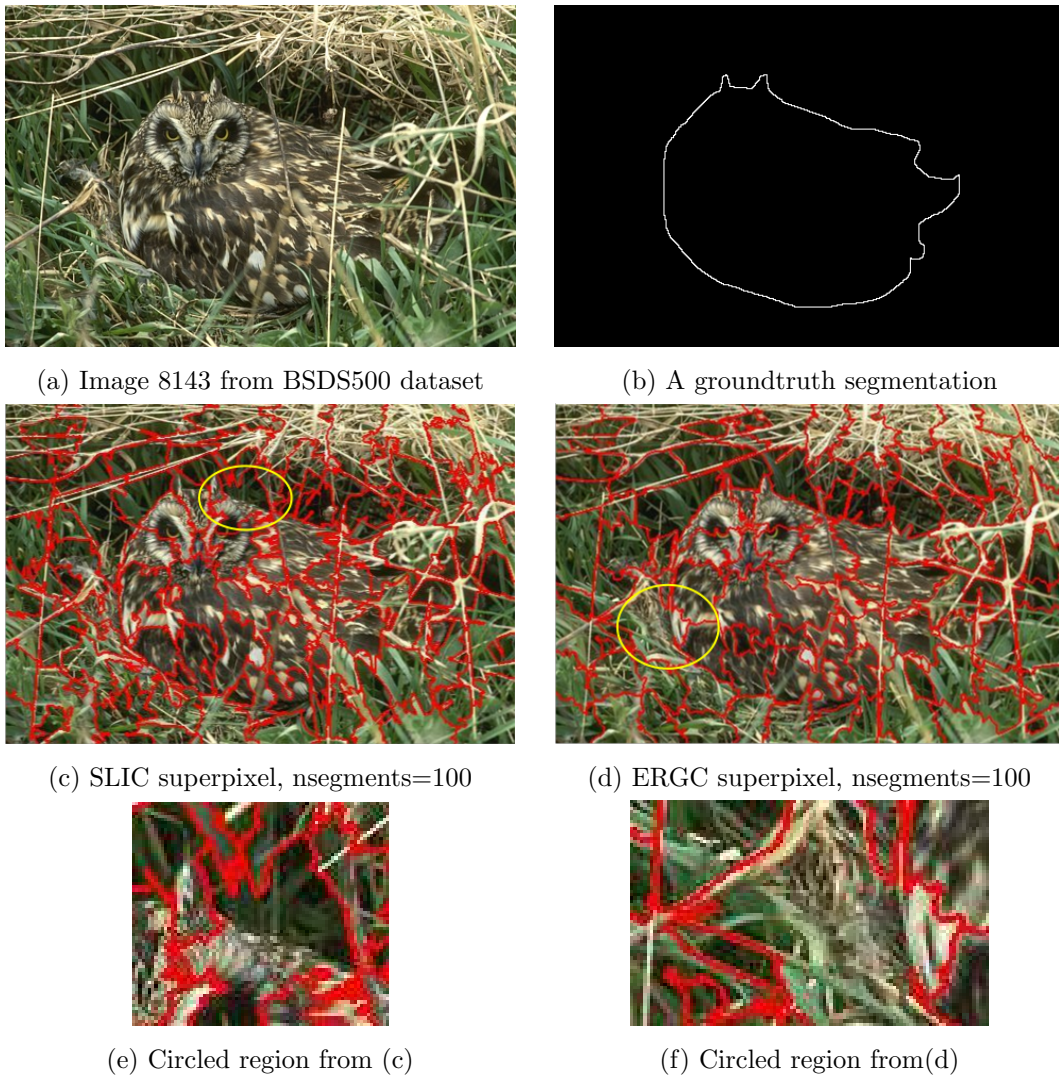 (a) Image 8143 from BSDS500 dataset
(b) A groundtruth segmentation
(c) SLIC superpixel, nsegments=100
(d) ERGC superpixel, nsegments=100
(e) Circled region from (c)
(f) Circled region from(d)